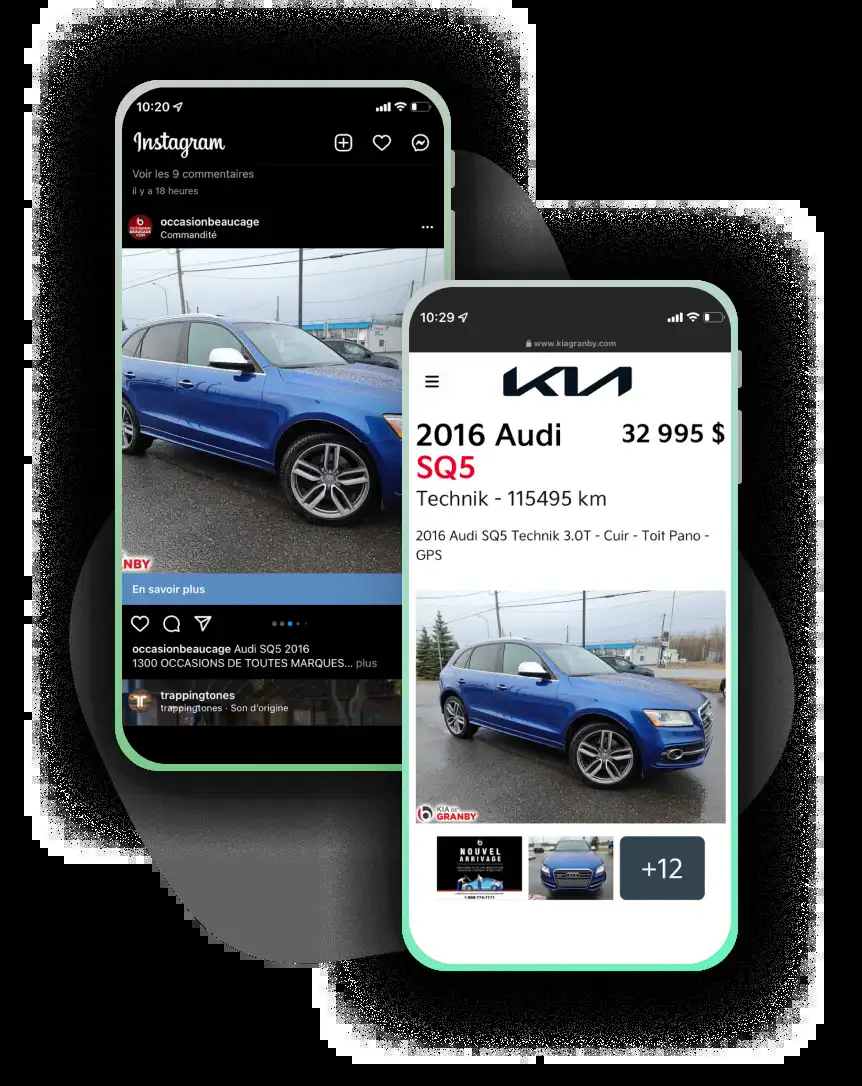 10:20
Instagram
Voir les 9 commentaires
il y a 18 heures
occasionbeaucage
Commandité
NBY
En savoir plus
occasionbeaucage Audi SQ5 2016
1300 OCCASIONS DE TOUTES MARQUES... plus
trappingtones
trappingtones · Son d'origine
10:29
www.kiagranby.com
KIA
2016 Audi
32 995 $
SQ5
Technik - 115495 km
2016 Audi SQ5 Technik 3.0T - Cuir - Toit Pano -
GPS
KIA DE
GRANBY
NOUVEL
ARRIVAGE
+12